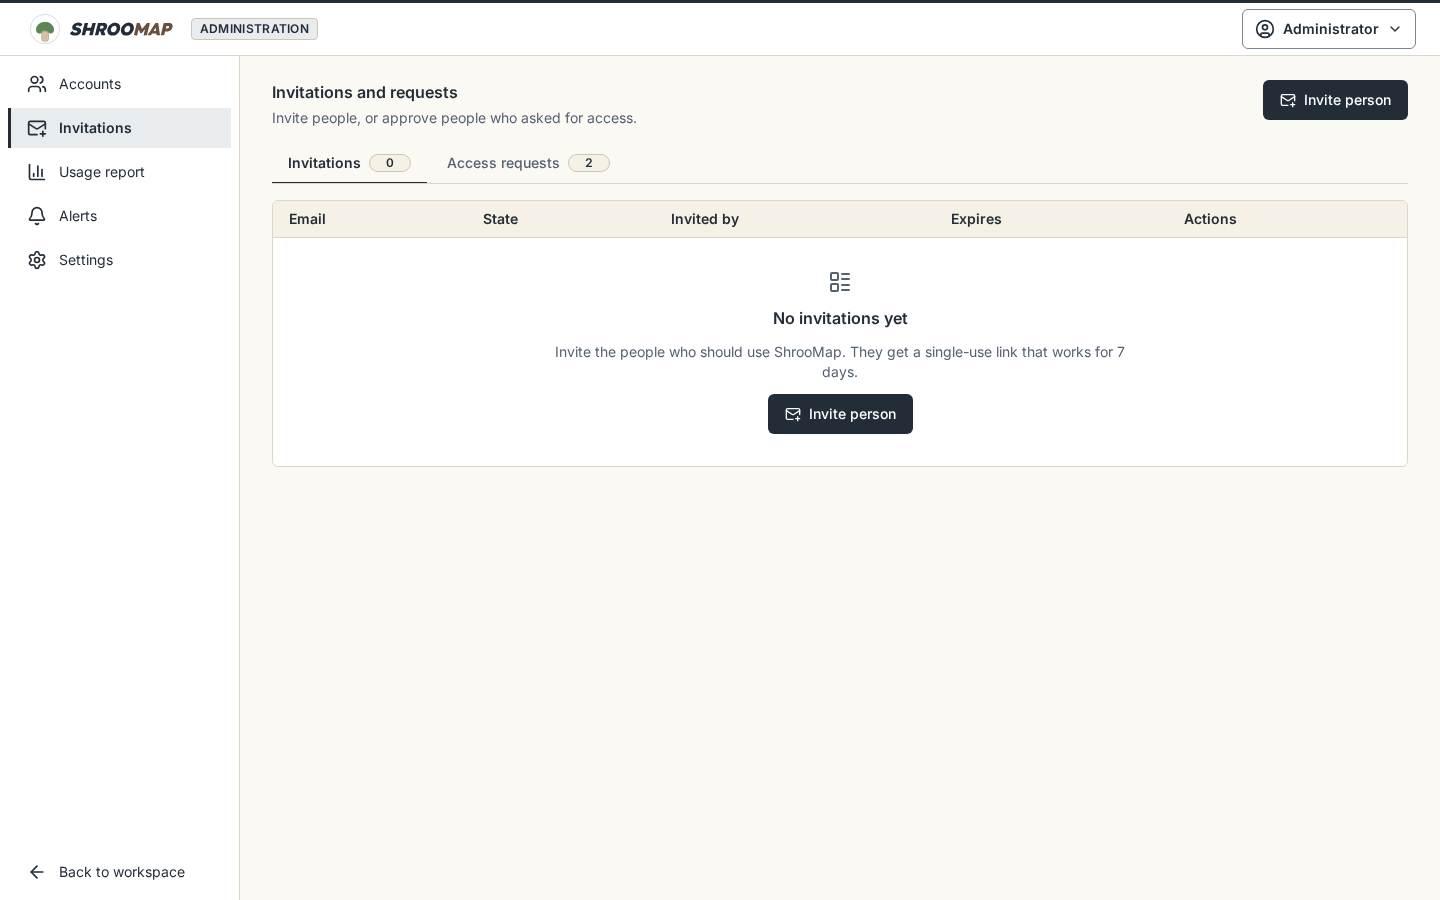 SHROOMAP
ADMINISTRATION
Administrator
Accounts
Invitations
Usage report
Alerts
Settings
Back to workspace
Invitations and requests
Invite people, or approve people who asked for access.
Invite person
Invitations 0
Access requests 2
Email State Invited by Expires Actions
No invitations yet
Invite the people who should use ShrooMap. They get a single-use link that works for 7
days.
Invite person